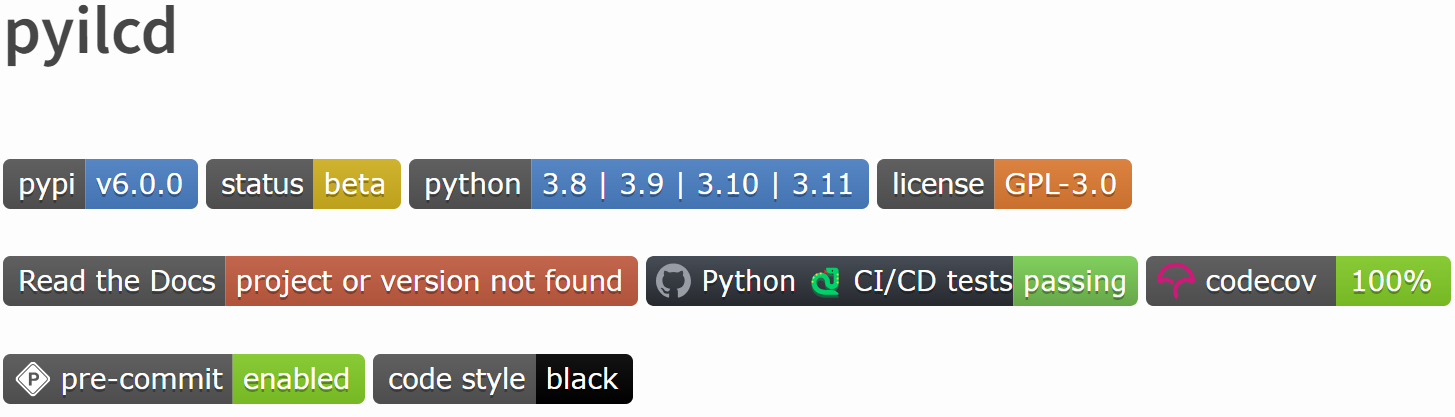 pyilcd
pypi v6.0.0 status beta python 3.8 | 3.9 | 3.10 | 3.11 license GPL-3.0
Read the Docs project or version not found Python CI/CD tests passing codecov 100%
pre-commit enabled code style black